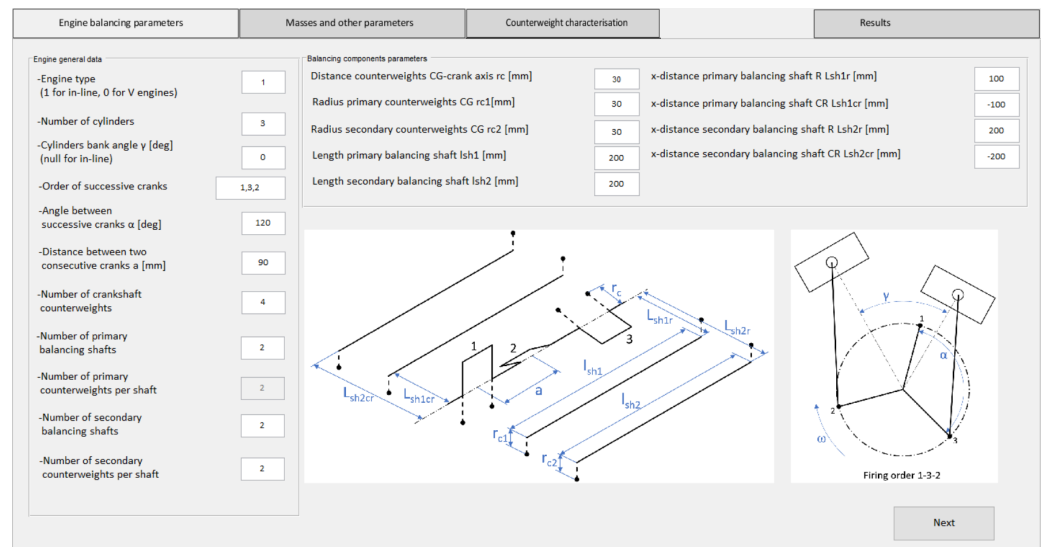 Engine balancing parameters
Masses and other parameters
Counterweight characterisation
Results
Engine general data
-Engine type
(1 for in-line, 0 for V engines)
1
-Number of cylinders
3
-Cylinders bank angle γ [deg]
(null for in-line)
0
-Order of successive cranks
1,3,2
-Angle between
successive cranks α [deg]
120
-Distance between two
consecutive cranks a [mm]
90
-Number of crankshaft
counterweights
4
-Number of primary
balancing shafts
2
-Number of primary
counterweights per shaft
2
-Number of secondary
balancing shafts
2
-Number of secondary
counterweights per shaft
2
Balancing components parameters
Distance counterweights CG-crank axis rc [mm]
30
Radius primary counterweights CG rc1[mm]
30
Radius secondary counterweights CG rc2 [mm]
30
Length primary balancing shaft lsh1 [mm]
200
Length secondary balancing shaft lsh2 [mm]
200
x-distance primary balancing shaft R Lsh1r [mm]
100
x-distance primary balancing shaft CR Lsh1cr [mm]
-100
x-distance secondary balancing shaft R Lsh2r [mm]
200
x-distance secondary balancing shaft CR Lsh2cr [mm]
-200
rc
Lsh1r
Lsh2r
1
2
3
lsh1
a
lsh2
Lsh2cr
Lsh1cr
rc1
rc2
γ
1
α
2
3
ω
Firing order 1-3-2
Next